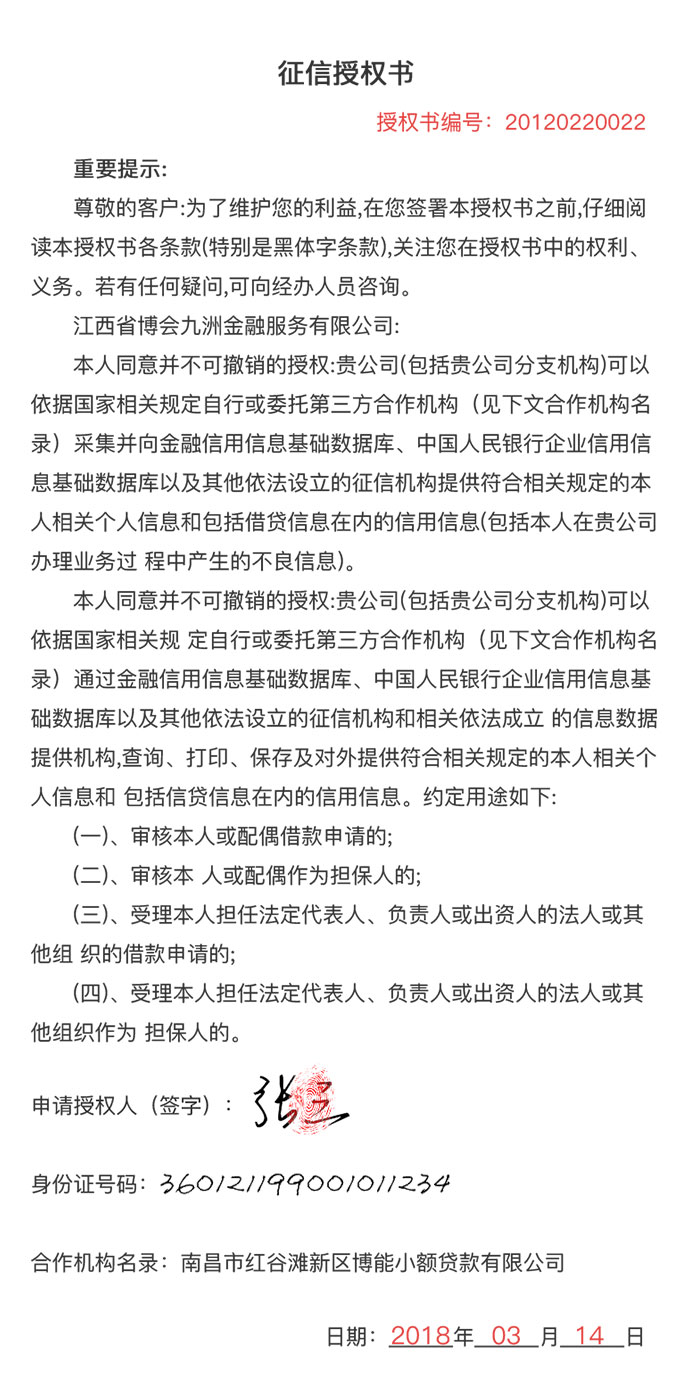 征信授权书
授权书编号：20120220022
重要提示:
尊敬的客户:为了维护您的利益,在您签署本授权书之前,仔细阅
读本授权书各条款(特别是黑体字条款),关注您在授权书中的权利、
义务。若有任何疑问,可向经办人员咨询。
江西省博会九洲金融服务有限公司:
本人同意并不可撤销的授权:贵公司(包括贵公司分支机构)可以
依据国家相关规定自行或委托第三方合作机构（见下文合作机构名
录）采集并向金融信用信息基础数据库、中国人民银行企业信用信
息基础数据库以及其他依法设立的征信机构提供符合相关规定的本
人相关个人信息和包括借贷信息在内的信用信息(包括本人在贵公司
办理业务过 程中产生的不良信息)。
本人同意并不可撤销的授权:贵公司(包括贵公司分支机构)可以
依据国家相关规 定自行或委托第三方合作机构（见下文合作机构名
录）通过金融信用信息基础数据库、中国人民银行企业信用信息基
础数据库以及其他依法设立的征信机构和相关依法成立 的信息数据
提供机构,查询、打印、保存及对外提供符合相关规定的本人相关个
人信息和 包括信贷信息在内的信用信息。约定用途如下:
(一)、审核本人或配偶借款申请的;
(二)、审核本 人或配偶作为担保人的;
(三)、受理本人担任法定代表人、负责人或出资人的法人或其
他组 织的借款申请的;
(四)、受理本人担任法定代表人、负责人或出资人的法人或其
他组织作为 担保人的。
申请授权人（签字）: 张三
身份证号码：360121199001011234
合作机构名录：南昌市红谷滩新区博能小额贷款有限公司
日期：2018年 03 月 14 日